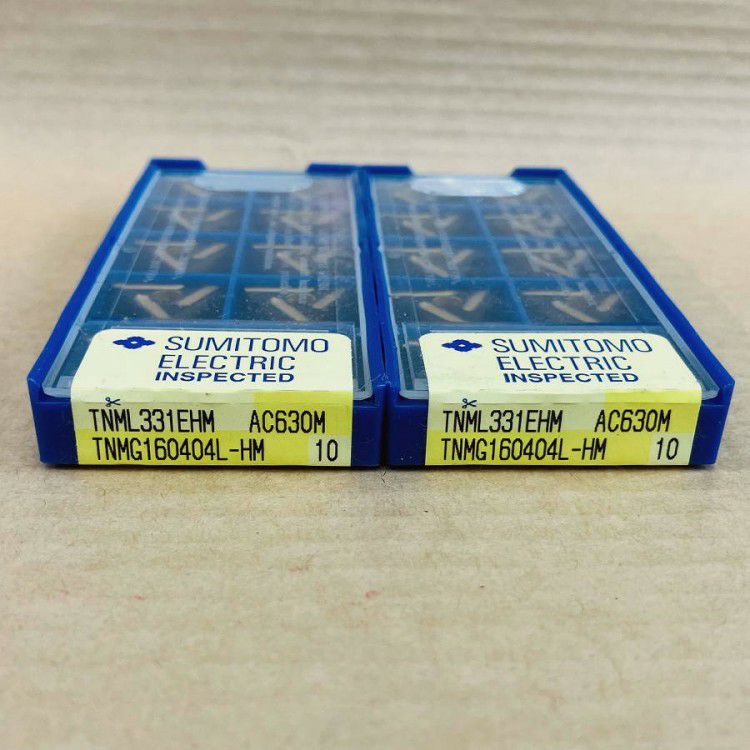 SUMITOMO
ELECTRIC
INSPECTED
TNML331EHM AC630M
TNMG160404L-HM 10
SUMITOMO
ELECTRIC
INSPECTED
TNML331EHM AC630M
TNMG160404L-HM 10